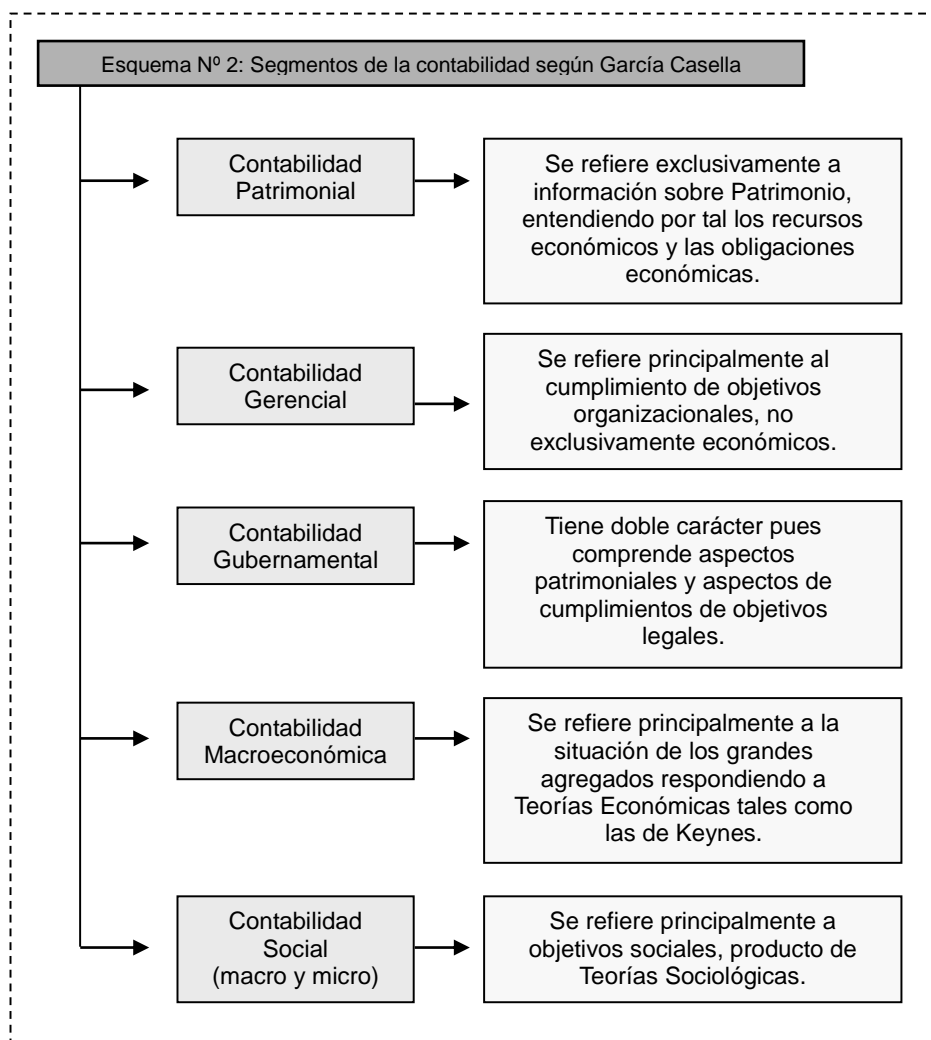 Esquema Nº 2: Segmentos de la contabilidad según García Casella
Contabilidad
Patrimonial
Se refiere exclusivamente a
información sobre Patrimonio,
entendiendo por tal los recursos
económicos y las obligaciones
económicas.
Contabilidad
Gerencial
Se refiere principalmente al
cumplimiento de objetivos
organizacionales, no
exclusivamente económicos.
Contabilidad
Gubernamental
Tiene doble carácter pues
comprende aspectos
patrimoniales y aspectos de
cumplimientos de objetivos
legales.
Contabilidad
Macroeconómica
Se refiere principalmente a la
situación de los grandes
agregados respondiendo a
Teorías Económicas tales como
las de Keynes.
Contabilidad
Social
(macro y micro)
Se refiere principalmente a
objetivos sociales, producto de
Teorías Sociológicas.